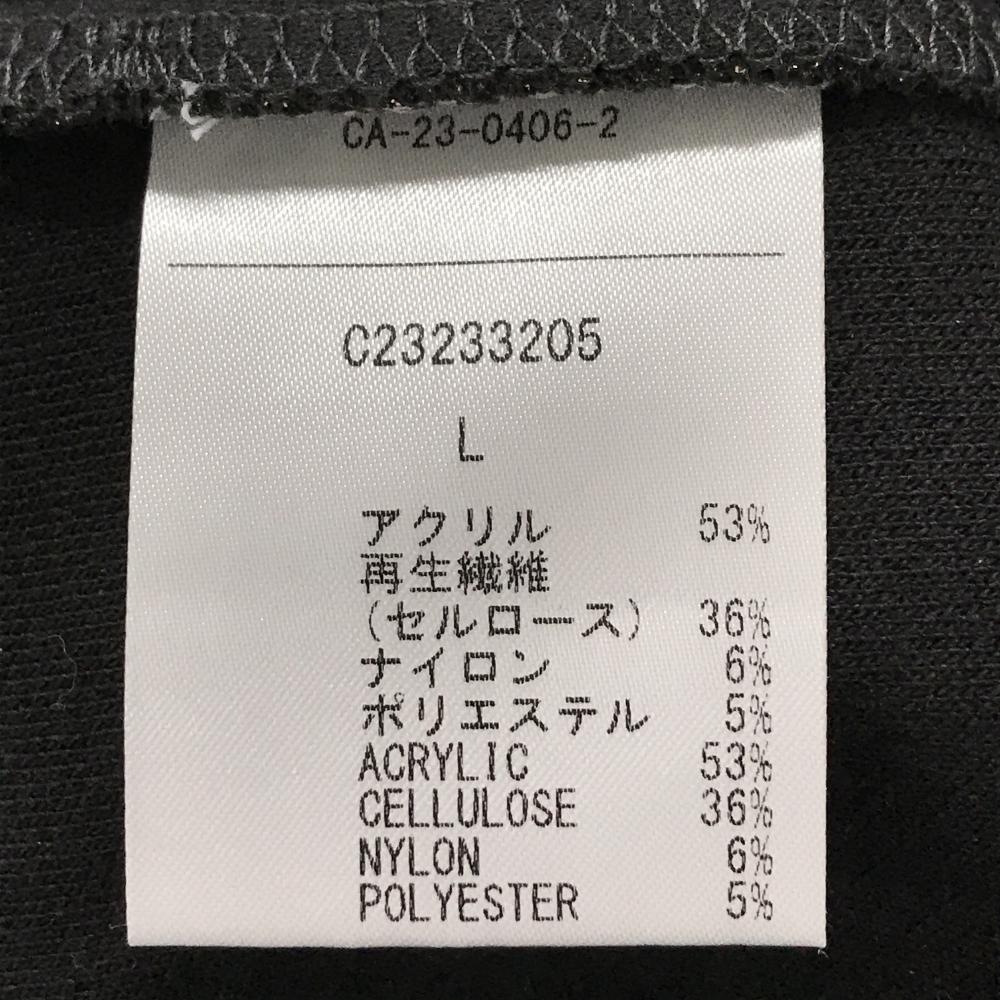 CA-23-0406-2
C23233205
L
アクリル 53%
再生繊維
(セルロース) 36%
ナイロン 6%
ポリエステル 5%
ACRYLIC 53%
CELLULOSE 36%
NYLON 6%
POLYESTER 5%